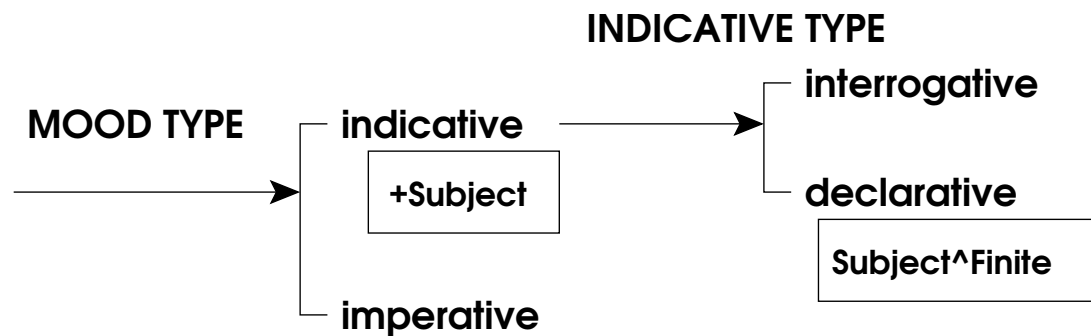 INDICATIVE TYPE
interrogative
MOOD TYPE
indicative
+Subject
declarative
Subject^Finite
imperative